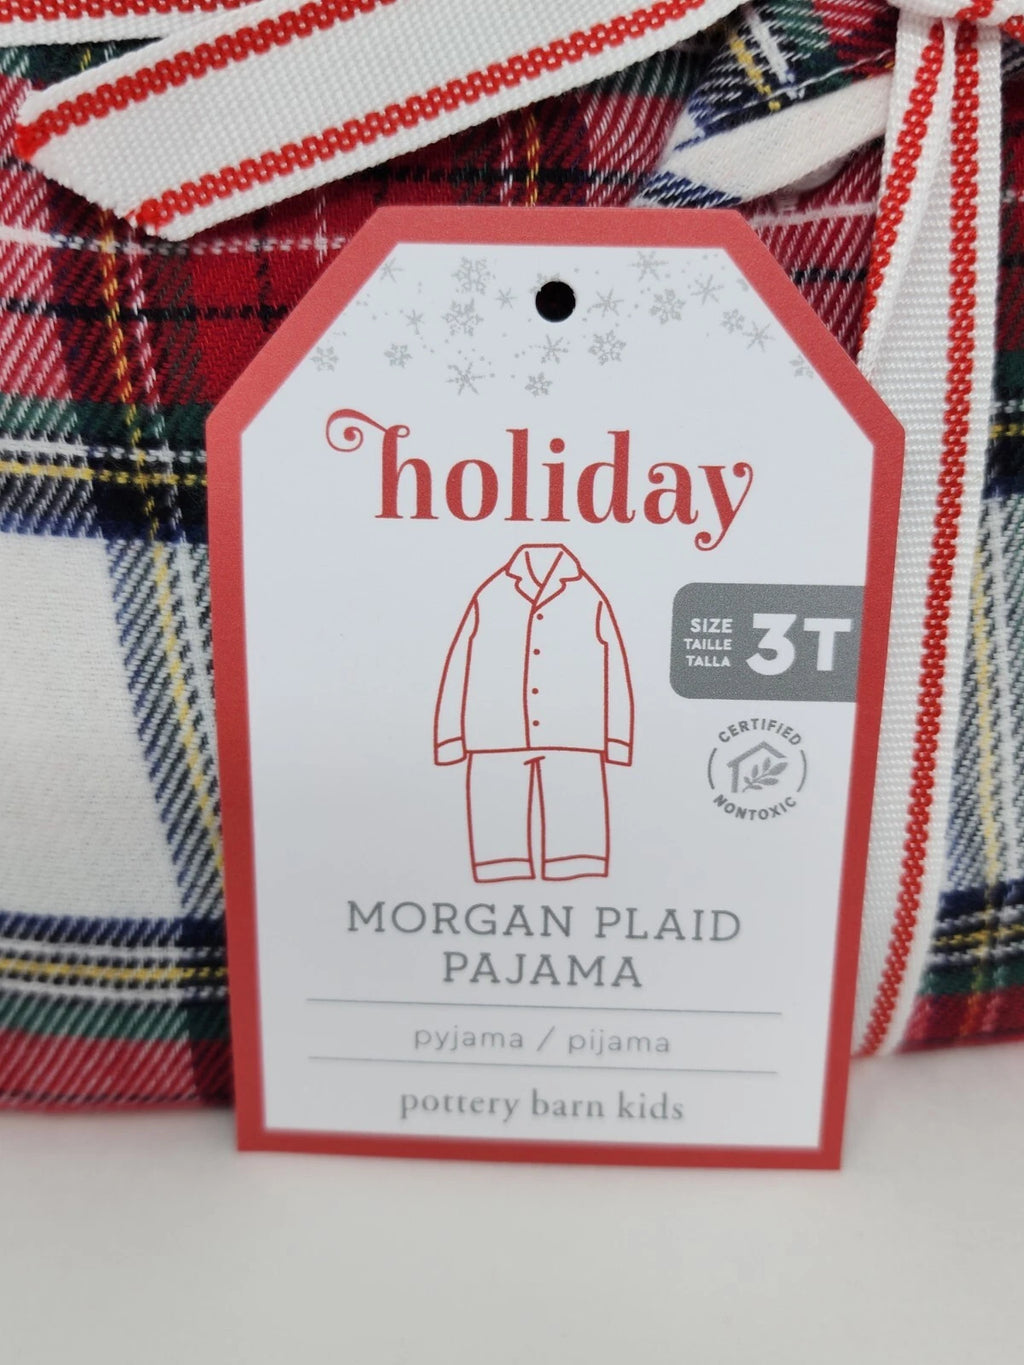 holiday
SIZE
TAILLE
TALLA
3T
CERTIFIED
NONTOXIC
MORGAN PLAID
PAJAMA
pyjama / pijama
pottery barn kids